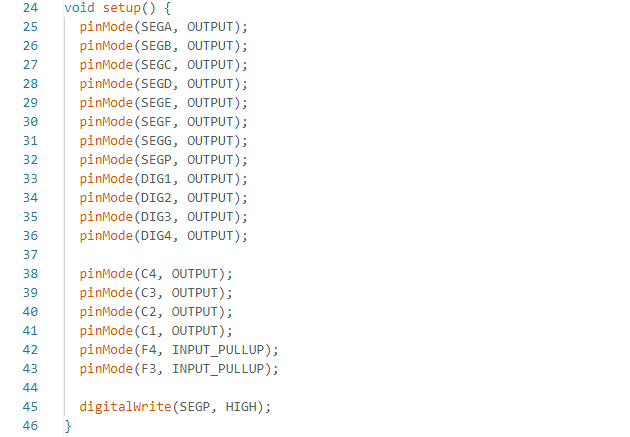 24 void setup() {
25 pinMode(SEGA, OUTPUT);
26 pinMode(SEGB, OUTPUT);
27 pinMode(SEGC, OUTPUT);
28 pinMode(SEGD, OUTPUT);
29 pinMode(SEGE, OUTPUT);
30 pinMode(SEGF, OUTPUT);
31 pinMode(SEGG, OUTPUT);
32 pinMode(SEGP, OUTPUT);
33 pinMode(DIG1, OUTPUT);
34 pinMode(DIG2, OUTPUT);
35 pinMode(DIG3, OUTPUT);
36 pinMode(DIG4, OUTPUT);
37
38 pinMode(C4, OUTPUT);
39 pinMode(C3, OUTPUT);
40 pinMode(C2, OUTPUT);
41 pinMode(C1, OUTPUT);
42 pinMode(F4, INPUT_PULLUP);
43 pinMode(F3, INPUT_PULLUP);
44
45 digitalWrite(SEGP, HIGH);
46 }